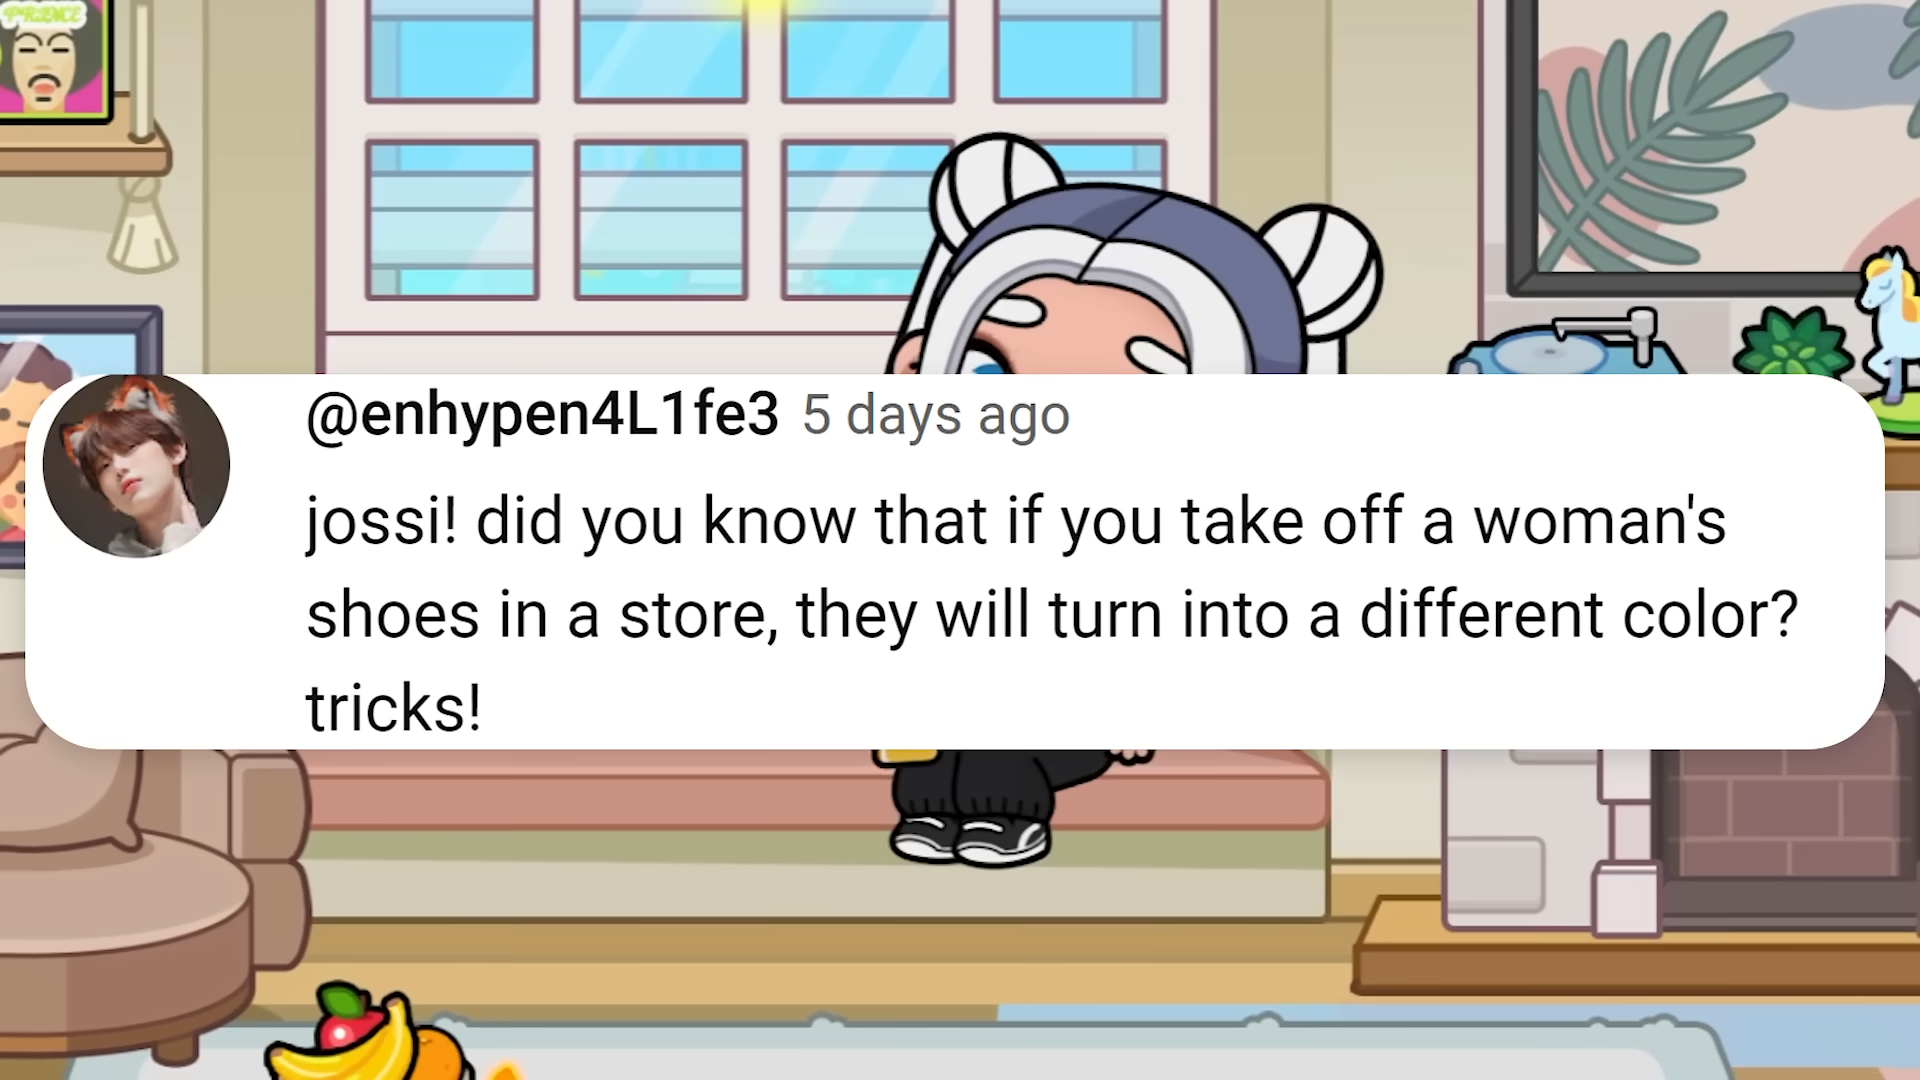 @enhypen4L1fe3 5 days ago
jossi! did you know that if you take off a woman's
shoes in a store, they will turn into a different color?
tricks!